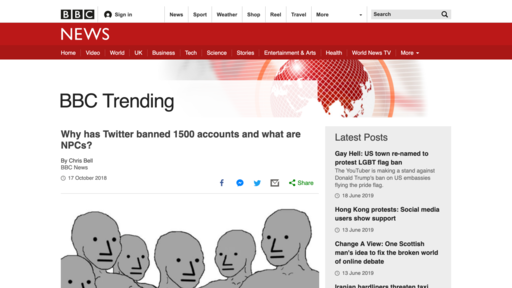 BBC Sign in News Sport Weather Shop Reel Travel More Search
NEWS
Home Video World UK Business Tech Science Stories Entertainment & Arts Health World News TV More
BBC Trending
Why has Twitter banned 1500 accounts and what are
NPCs?
By Chris Bell
BBC News
17 October 2018
Share
Latest Posts
Gay Hell: US town re-named to
protest LGBT flag ban
The YouTuber is making a stand against
Donald Trump's ban on US embassies
flying the pride flag.
18 June 2019
Hong Kong protests: Social media
users show support
13 June 2019
Change A View: One Scottish
man's idea to fix the broken world
of online debate
13 June 2019
Iranian hardliners threaten taxi